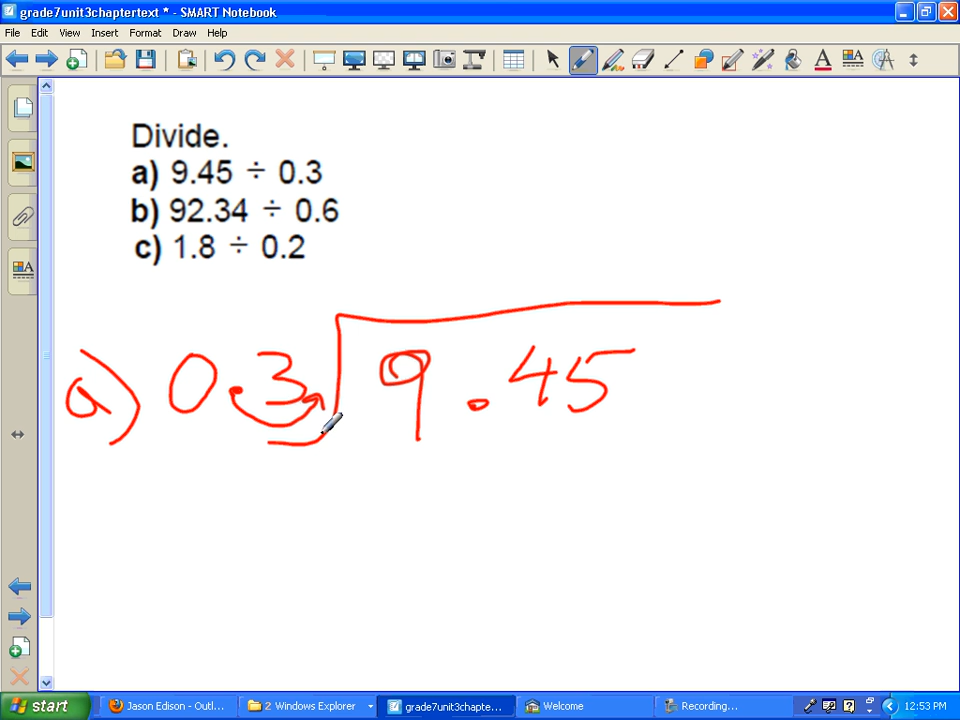 grade7unit3chaptertext * - SMART Notebook
File Edit View Insert Format Draw Help
Divide.
a) 9.45 ÷ 0.3
b) 92.34 ÷ 0.6
c) 1.8 ÷ 0.2
a) 0.3 9.45
start Jason Edison - Outl... 2 Windows Explorer grade7unit3chapte... Welcome Recording... 12:53 PM